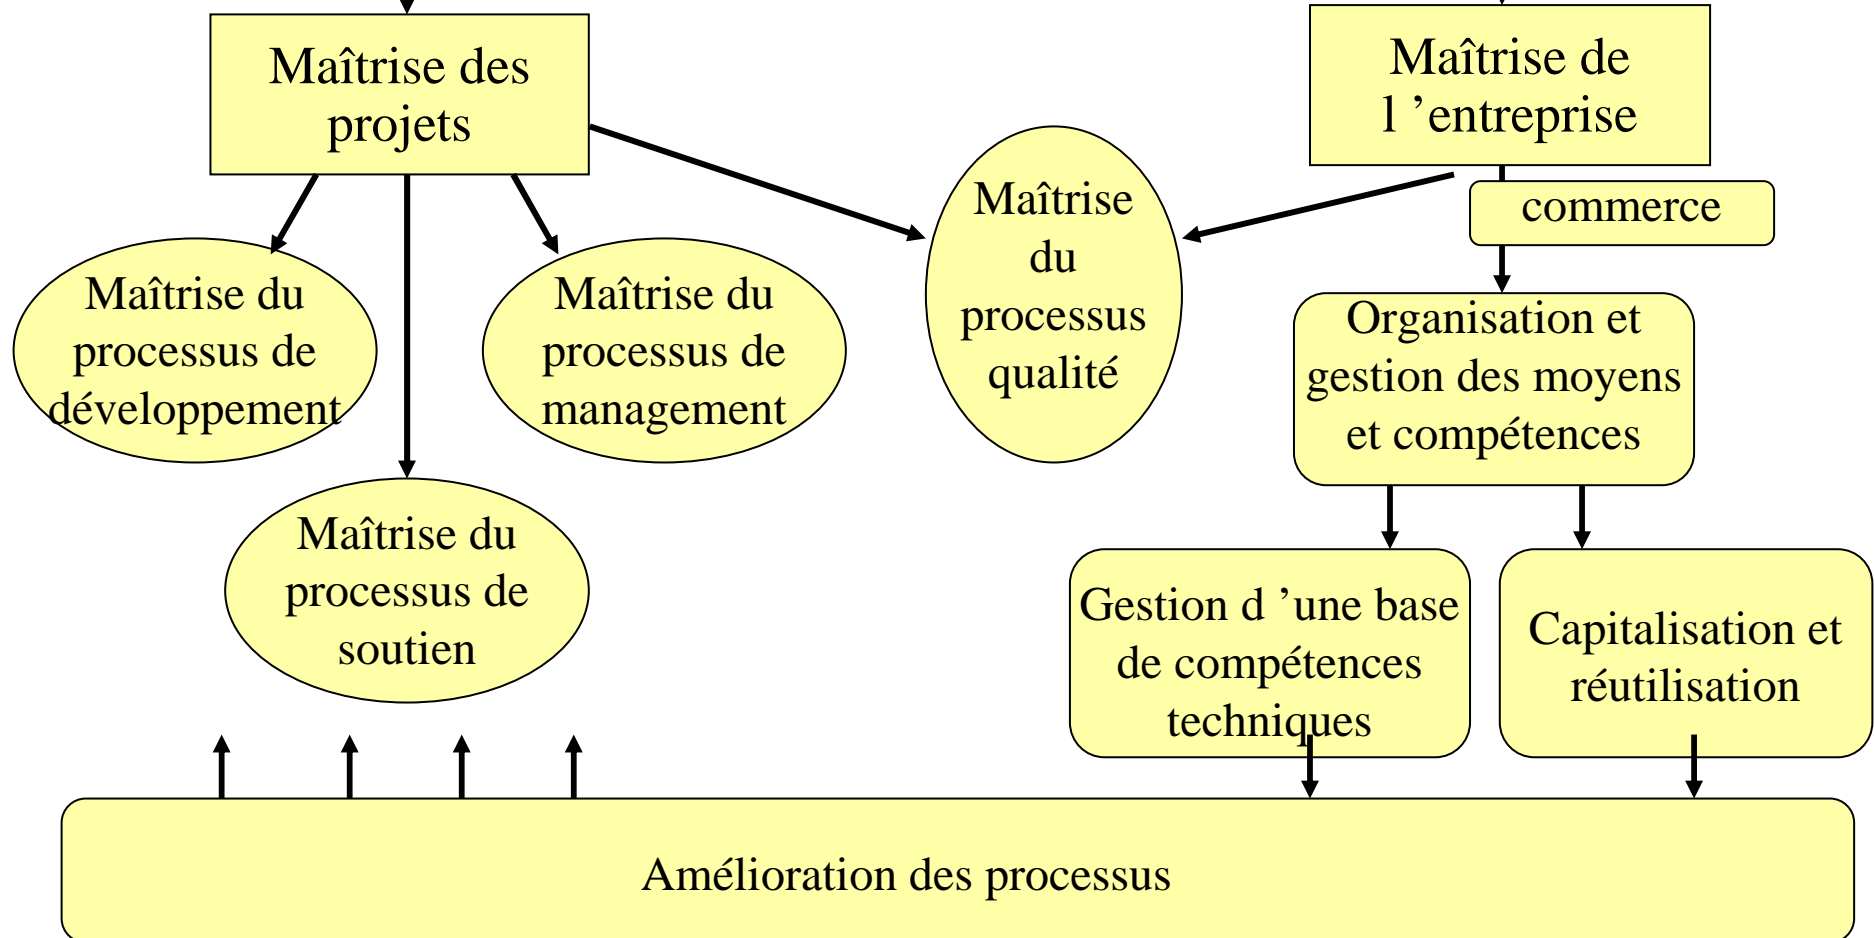 Maîtrise des
projets
Maîtrise de
l ’entreprise
commerce
Maîtrise
du
processus
qualité
Maîtrise du
processus de
développement
Maîtrise du
processus de
management
Organisation et
gestion des moyens
et compétences
Maîtrise du
processus de
soutien
Gestion d ’une base
de compétences
techniques
Capitalisation et
réutilisation
Amélioration des processus